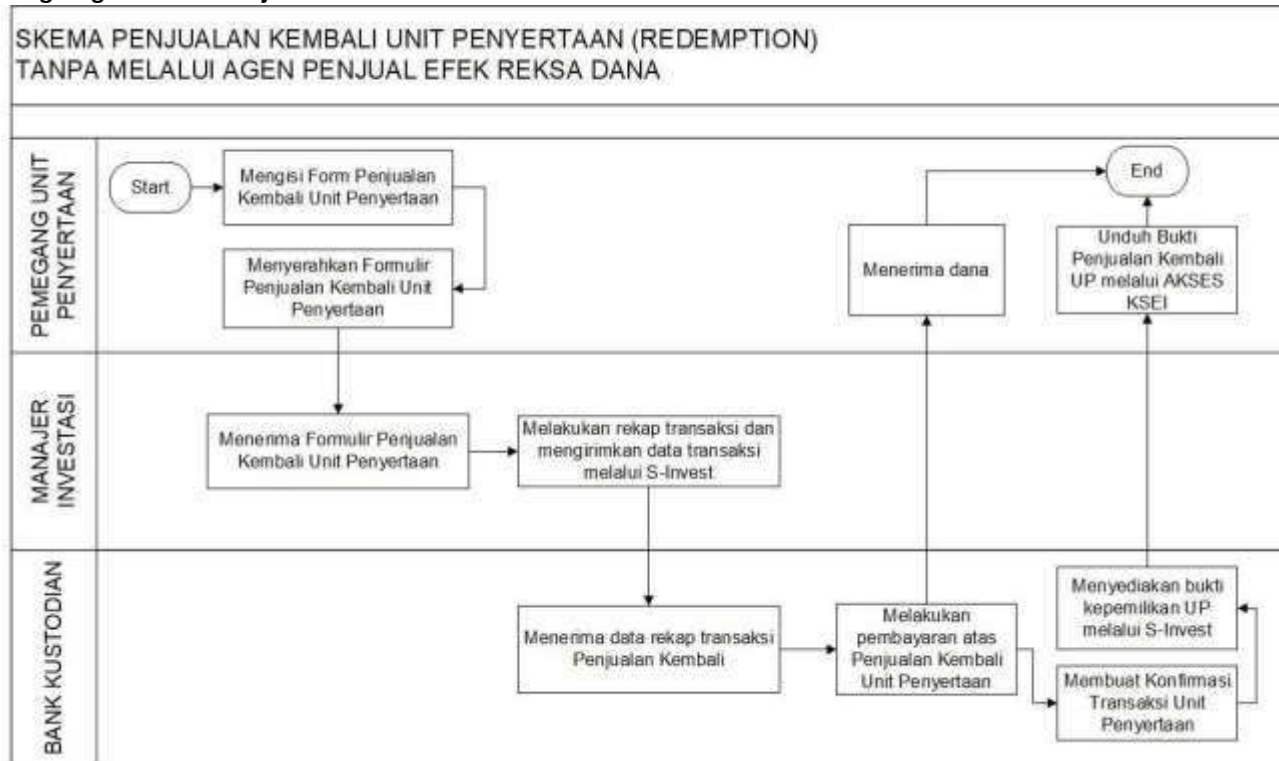 SKEMA PENJUALAN KEMBALI UNIT PENYERTAAN (REDEMPTION)
TANPA MELALUI AGEN PENJUAL EFEK REKSA DANA
PEMEGANG UNIT
PENYERTAAN
Start
Mengisi Form Penjualan
Kembali Unit Penyertaan
Menyerahkan Formulir
Penjualan Kembali Unit
Penyertaan
Menerima dana
End
Unduh Bukti
Penjualan Kembali
UP melalui AKSES
KSEI
MANAJER
INVESTASI
Menerima Formulir Penjualan
Kembali Unit Penyertaan
Melakukan rekap transaksi dan
mengirimkan data transaksi
melalui S-Invest
BANK KUSTODIAN
Menerima data rekap transaksi
Penjualan Kembali
Melakukan
pembayaran atas
Penjualan Kembali
Unit Penyertaan
Menyediakan bukti
kepemilikan UP
melalui S-Invest
Membuat Konfirmasi
Transaksi Unit
Penyertaan